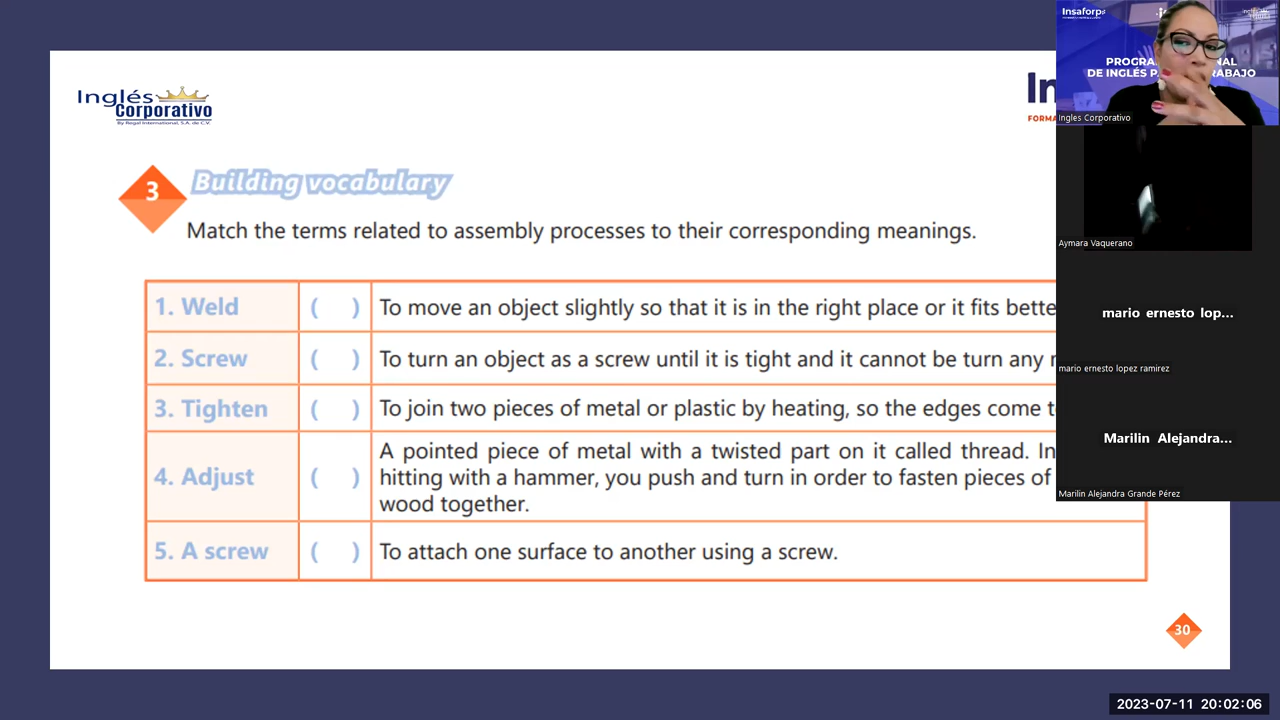 Inglés
Corporativo
By Regal International, S.A. de C.V.
In
FORMA
3
Building vocabulary
Match the terms related to assembly processes to their corresponding meanings.
1. Weld ( ) To move an object slightly so that it is in the right place or it fits bette
2. Screw ( ) To turn an object as a screw until it is tight and it cannot be turn any
3. Tighten ( ) To join two pieces of metal or plastic by heating, so the edges come
4. Adjust ( ) A pointed piece of metal with a twisted part on it called thread. In
hitting with a hammer, you push and turn in order to fasten pieces of
wood together.
5. A screw ( ) To attach one surface to another using a screw.
30
Insaforp
PROGRA NAL
DE INGLÉS P RABAJO
Ingles Corporativo
Aymara Vaquerano
mario ernesto lop...
mario ernesto lopez ramirez
Marilin Alejandra...
Marilin Alejandra Grande Pérez
2023-07-11 20:02:06